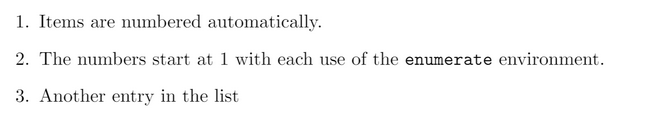 1. Items are numbered automatically.
2. The numbers start at 1 with each use of the enumerate environment.
3. Another entry in the list